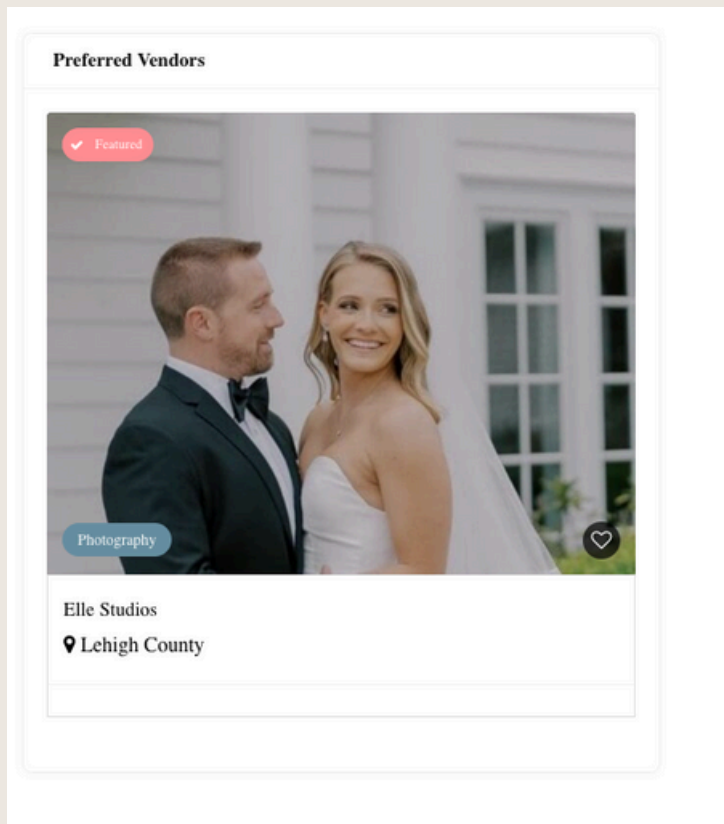 Preferred Vendors
Featured
Photography
Elle Studios
Lehigh County